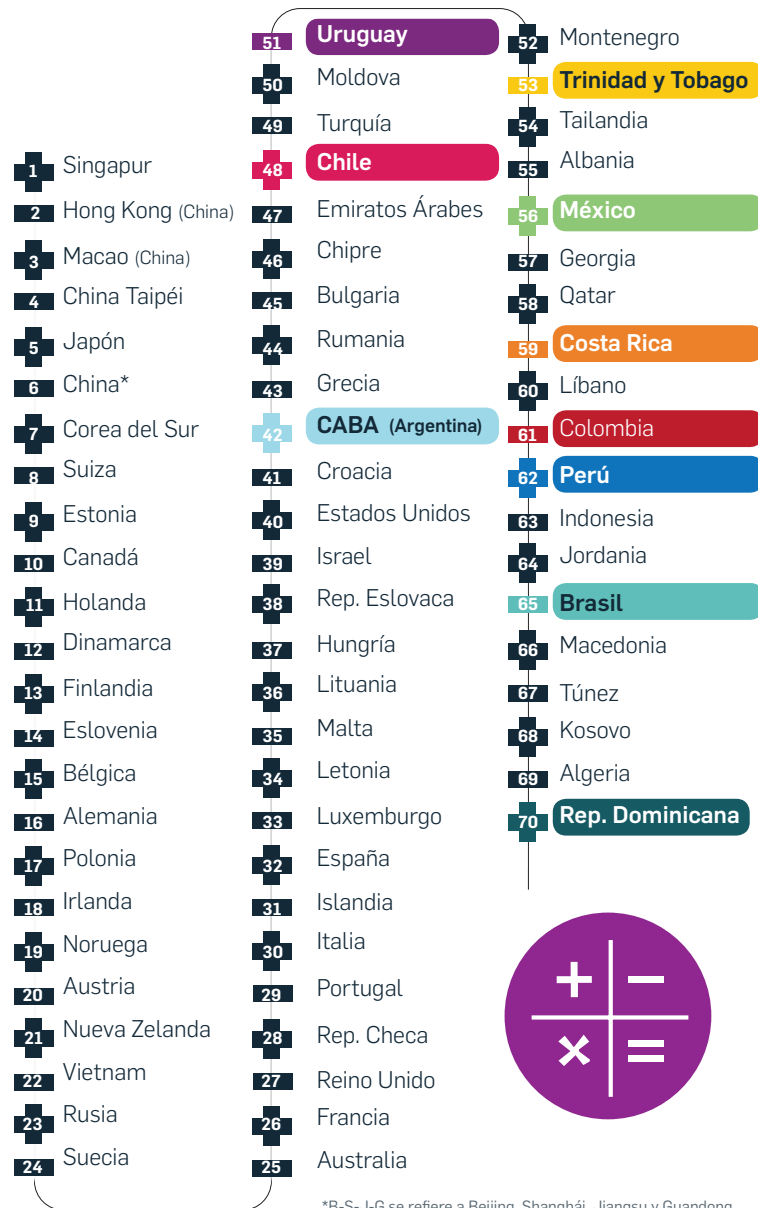 1 Singapur
2 Hong Kong (China)
3 Macao (China)
4 China Taipéi
5 Japón
6 China*
7 Corea del Sur
8 Suiza
9 Estonia
10 Canadá
11 Holanda
12 Dinamarca
13 Finlandia
14 Eslovenia
15 Bélgica
16 Alemania
17 Polonia
18 Irlanda
19 Noruega
20 Austria
21 Nueva Zelanda
22 Vietnam
23 Rusia
24 Suecia
51 Uruguay
50 Moldova
49 Turquía
48 Chile
47 Emiratos Árabes
46 Chipre
45 Bulgaria
44 Rumania
43 Grecia
42 CABA (Argentina)
41 Croacia
40 Estados Unidos
39 Israel
38 Rep. Eslovaca
37 Hungría
36 Lituania
35 Malta
34 Letonia
33 Luxemburgo
32 España
31 Islandia
30 Italia
29 Portugal
28 Rep. Checa
27 Reino Unido
26 Francia
25 Australia
52 Montenegro
53 Trinidad y Tobago
54 Tailandia
55 Albania
56 México
57 Georgia
58 Qatar
59 Costa Rica
60 Líbano
61 Colombia
62 Perú
63 Indonesia
64 Jordania
65 Brasil
66 Macedonia
67 Túnez
68 Kosovo
69 Algeria
70 Rep. Dominicana
+ −
× =
*B-S-J-G se refiere a Beijing, Shanghái, Jiangsu y Guandong